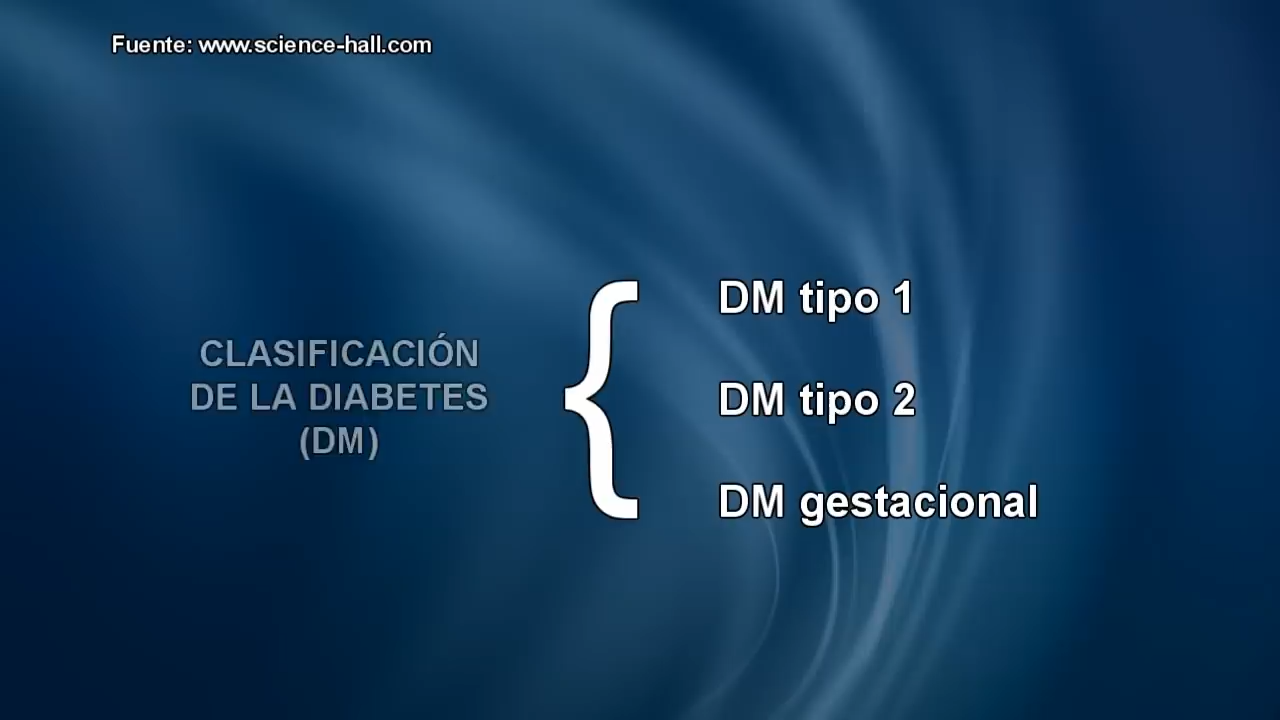 Fuente: www.science-hall.com
CLASIFICACIÓN
DE LA DIABETES
(DM)
{
DM tipo 1
DM tipo 2
DM gestacional